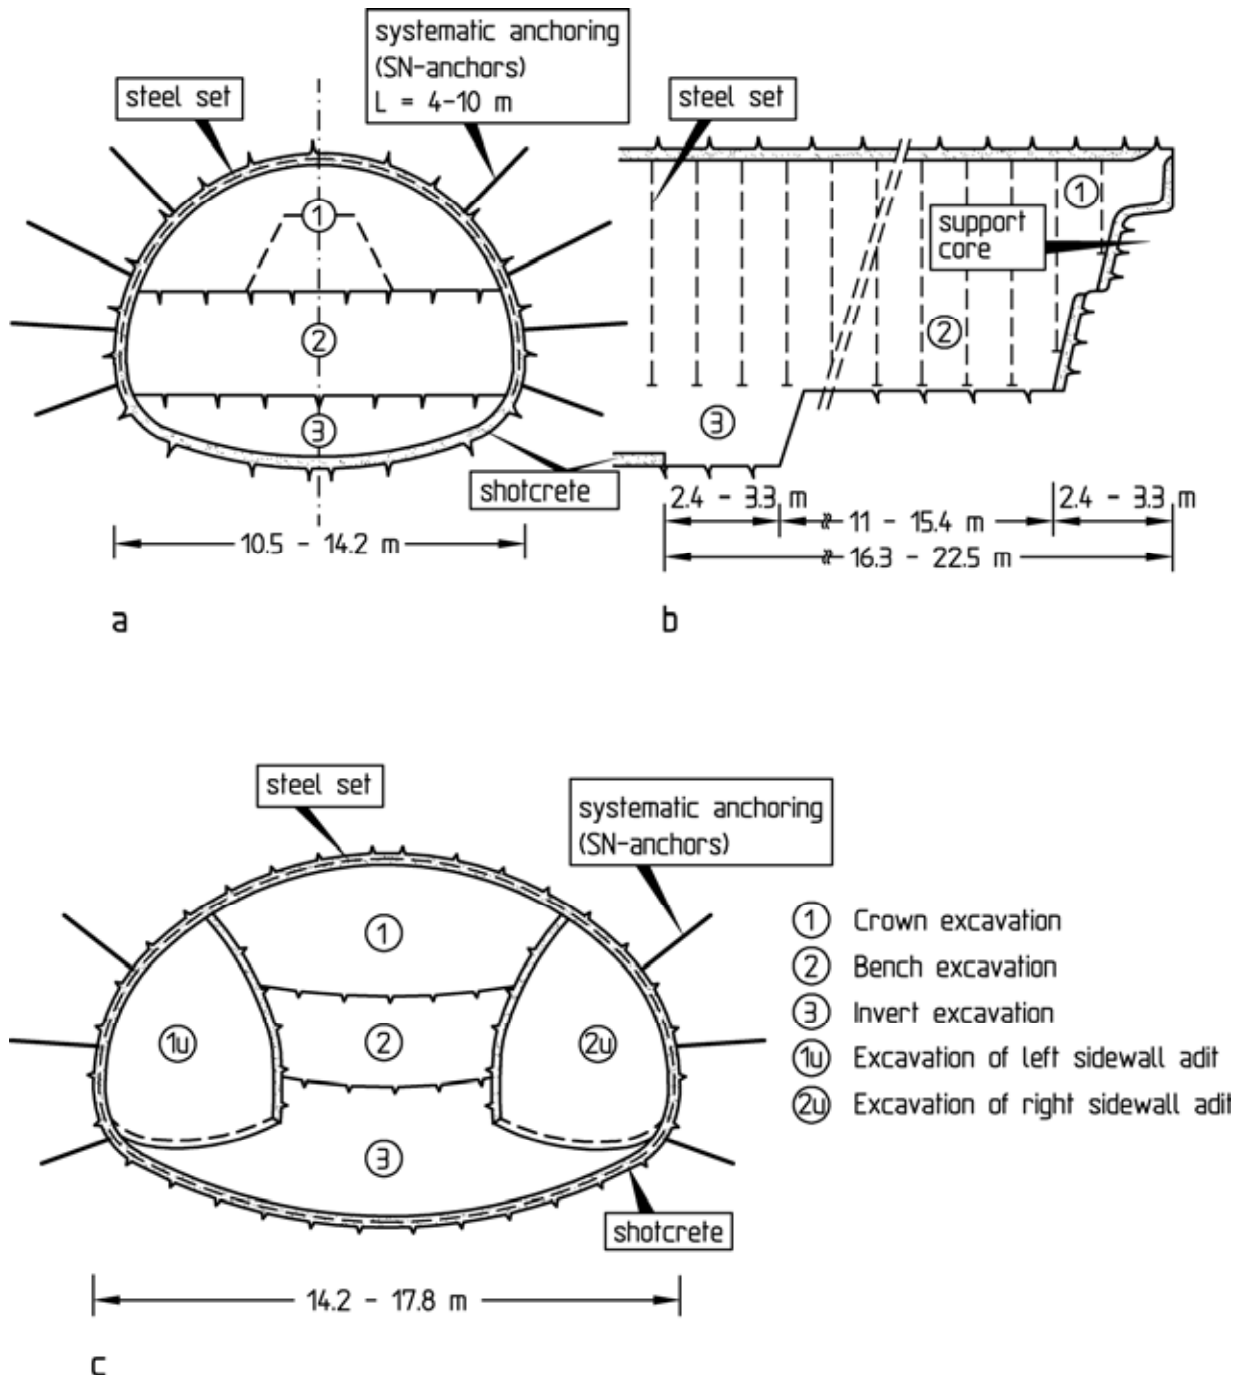 systematic anchoring
(SN-anchors)
L = 4-10 m
steel set
steel set
1
1
support
core
2
2
3
3
shotcrete
2.4 - 3.3 m
2.4 - 3.3 m
≈ 11 - 15.4 m
10.5 - 14.2 m
≈ 16.3 - 22.5 m
a
b
steel set
systematic anchoring
(SN-anchors)
1
1u
2
2u
3
shotcrete
1 Crown excavation
2 Bench excavation
3 Invert excavation
1u Excavation of left sidewall adit
2u Excavation of right sidewall adit
14.2 - 17.8 m
c